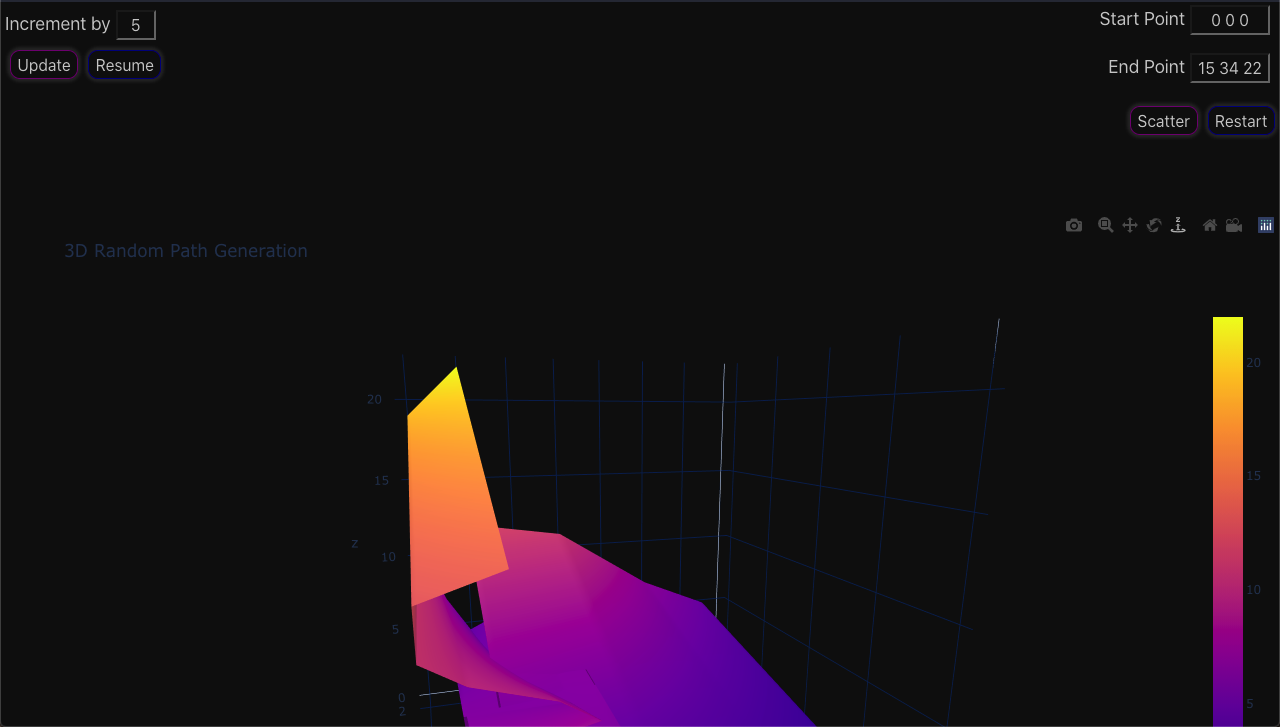 Increment by 5
Update Resume
Start Point 0 0 0
End Point 15 34 22
Scatter Restart
3D Random Path Generation
20
15
z
10
5
0
2
20
15
10
5